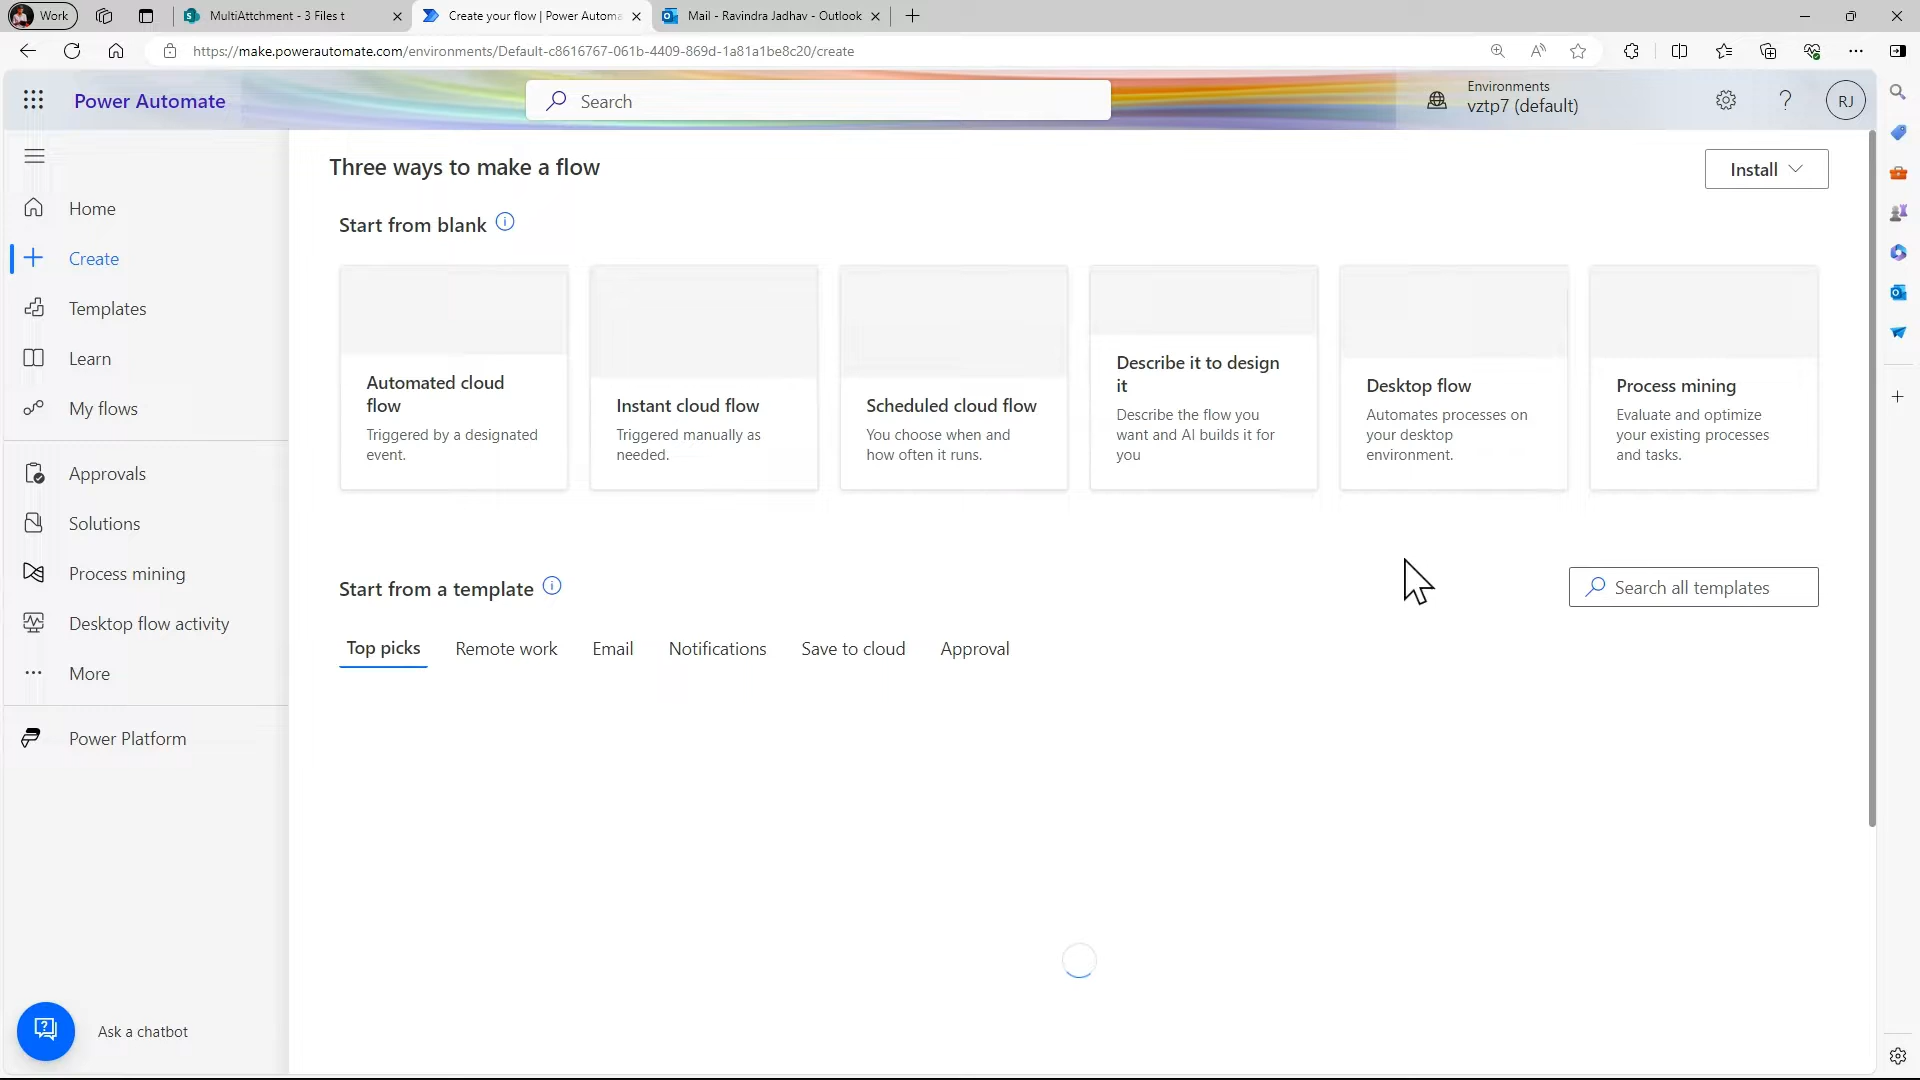 Work
MultiAttchment - 3 Files t
Create your flow | Power Automa
Mail - Ravindra Jadhav - Outlook
https://make.powerautomate.com/environments/Default-c8616767-061b-4409-869d-1a81a1be8c20/create
Power Automate
Search
Environments
vztp7 (default)
RJ
Home
Create
Templates
Learn
My flows
Approvals
Solutions
Process mining
Desktop flow activity
More
Power Platform
Ask a chatbot
Three ways to make a flow
Install
Start from blank
Automated cloud
flow
Triggered by a designated
event.
Instant cloud flow
Triggered manually as
needed.
Scheduled cloud flow
You choose when and
how often it runs.
Describe it to design
it
Describe the flow you
want and AI builds it for
you
Desktop flow
Automates processes on
your desktop
environment.
Process mining
Evaluate and optimize
your existing processes
and tasks.
Start from a template
Search all templates
Top picks
Remote work
Email
Notifications
Save to cloud
Approval